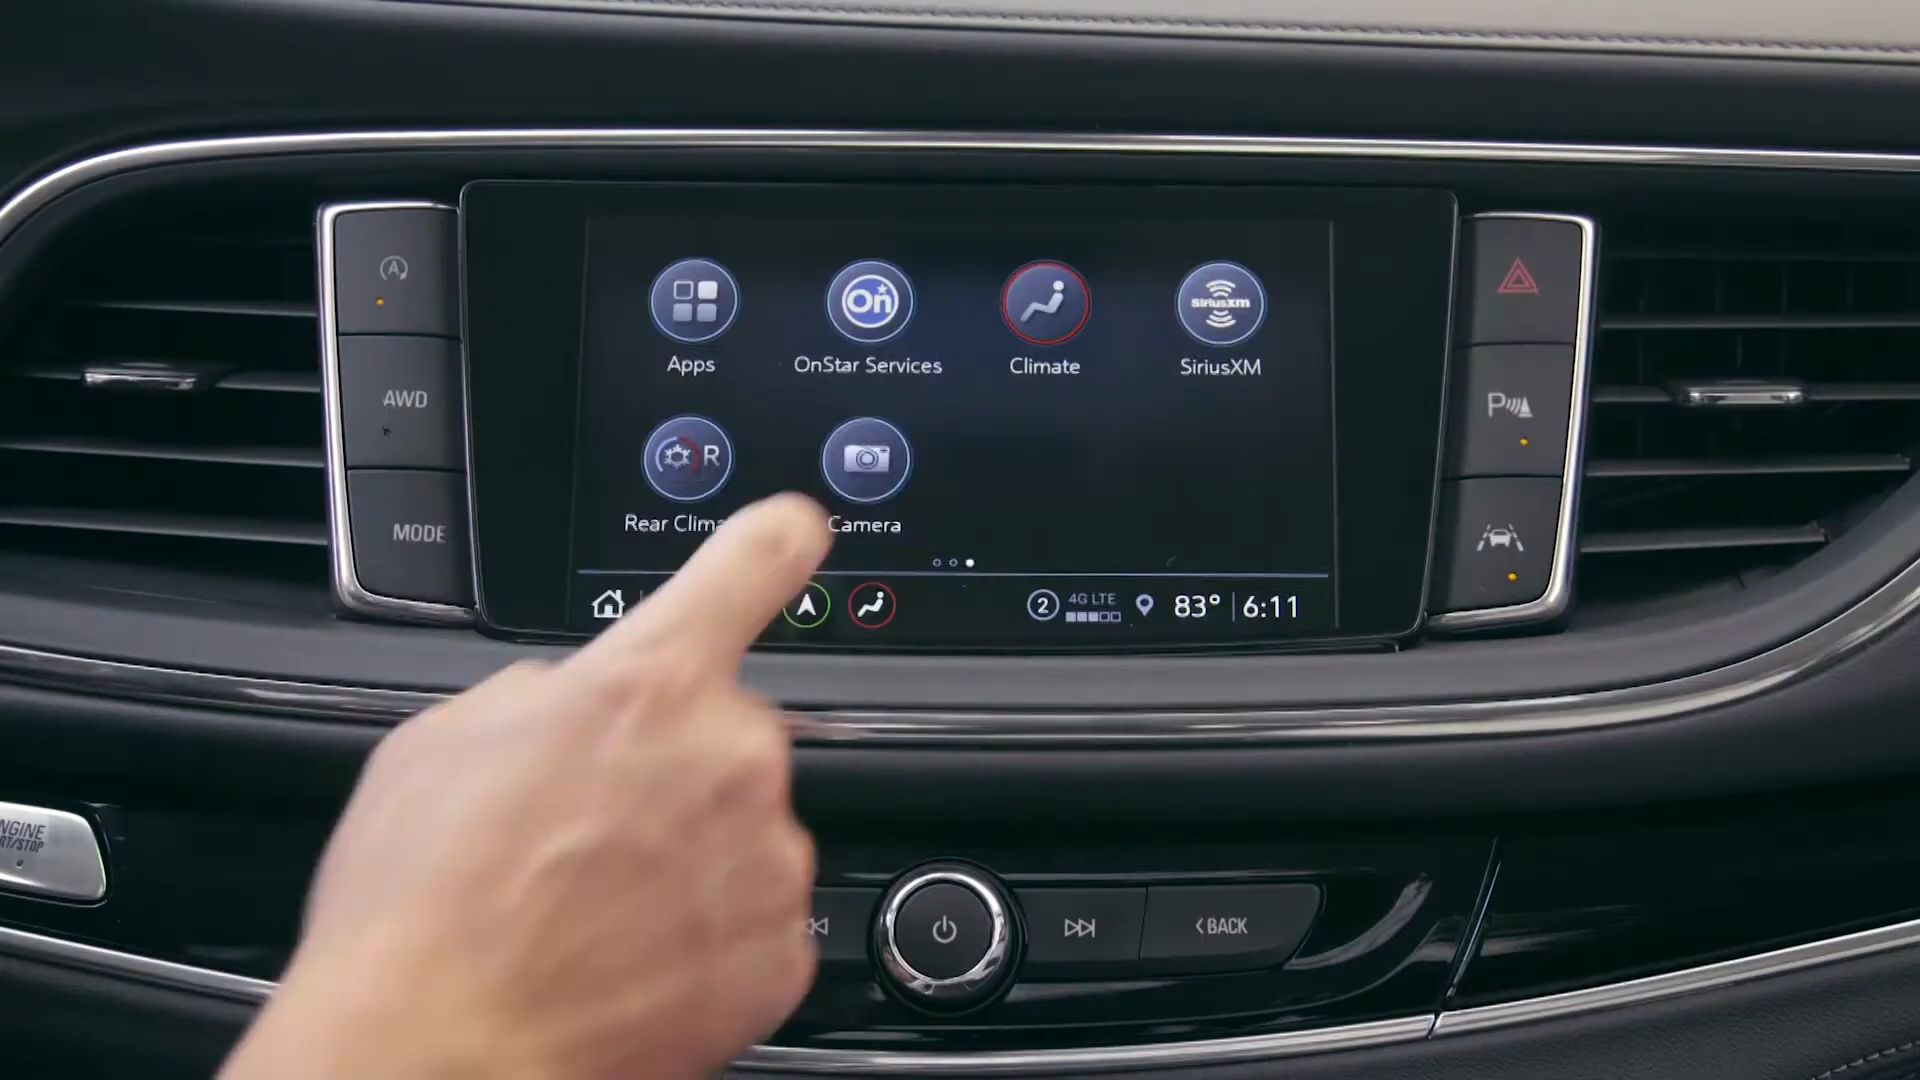 A
AWD
MODE
On
SiriusXM
Apps
OnStar Services
Climate
SiriusXM
R
Rear Clima
Camera
2
4G LTE
83° 6:11
P
NGINE
RT/STOP
BACK